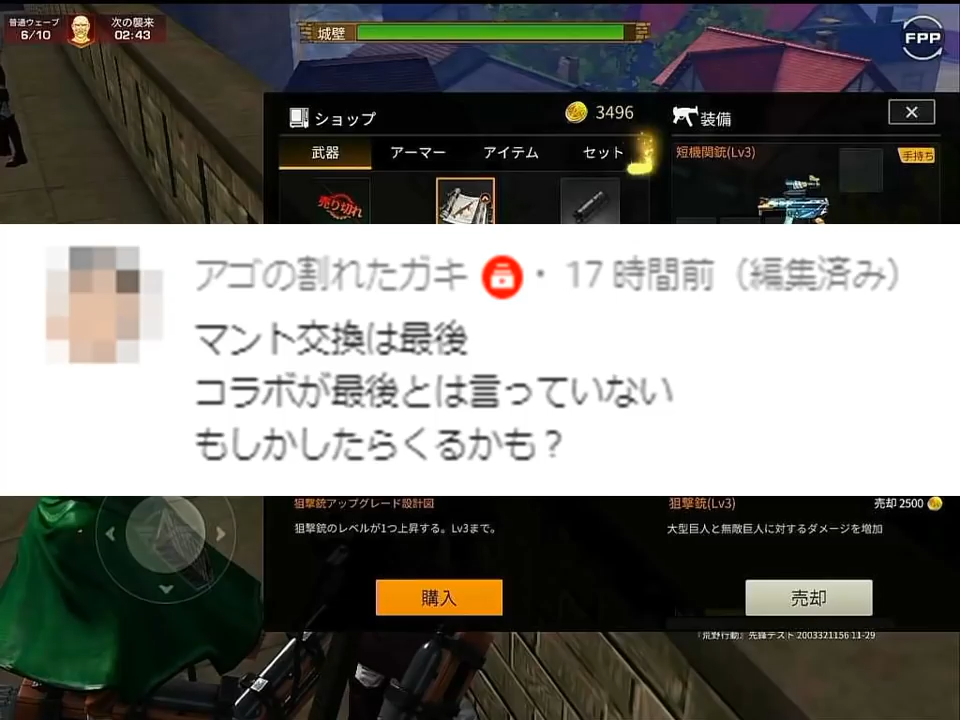 普通ウェーブ
6/10
次の襲来
02:43
城壁
FPP
ショップ
3496
装備
武器
アーマー
アイテム
セット
短機関銃(Lv3)
手持ち
売り切れ
アゴの割れたガキ ・ 17 時間前（編集済み）
マント交換は最後
コラボが最後とは言っていない
もしかしたらくるかも？
狙撃銃アップグレード設計図
狙撃銃のレベルが1つ上昇する。Lv3まで。
狙撃銃(Lv3)
売却 2500
大型巨人と無敵巨人に対するダメージを増加
購入
売却
『荒野行動』先鋒テスト 2003321156 11-29